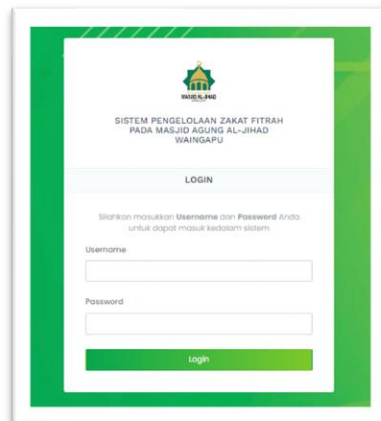 MASJID AL-JIHAD
SISTEM PENGELOLAAN ZAKAT FITRAH
PADA MASJID AGUNG AL-JIHAD
WAINGAPU
LOGIN
Silahkan masukkan Username dan Password Anda
untuk dapat masuk kedalam sistem
Username
Password
Login